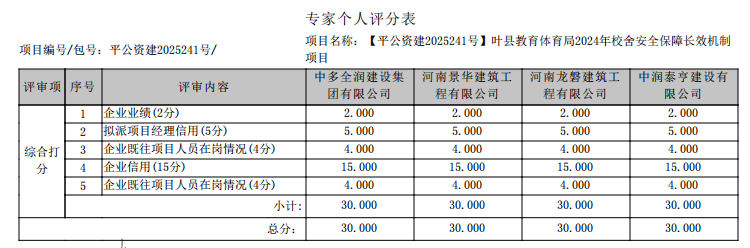 专家个人评分表
项目编号/包号: 平公资建2025241号/
项目名称: 【平公资建2025241号】叶县教育体育局2024年校舍安全保障长效机制
项目
评审项 序号 评审内容 中多全润建设集团有限公司 河南景华建筑工程有限公司 河南龙磐建筑工程有限公司 中润泰亨建设有限公司
综合打分
1 企业业绩(2分) 2.000 2.000 2.000 2.000
2 拟派项目经理信用(5分) 5.000 5.000 5.000 5.000
3 企业既往项目人员在岗情况(4分) 4.000 4.000 4.000 4.000
4 企业信用(15分) 15.000 15.000 15.000 15.000
5 企业既往项目人员在岗情况(4分) 4.000 4.000 4.000 4.000
小计: 30.000 30.000 30.000 30.000
总分: 30.000 30.000 30.000 30.000